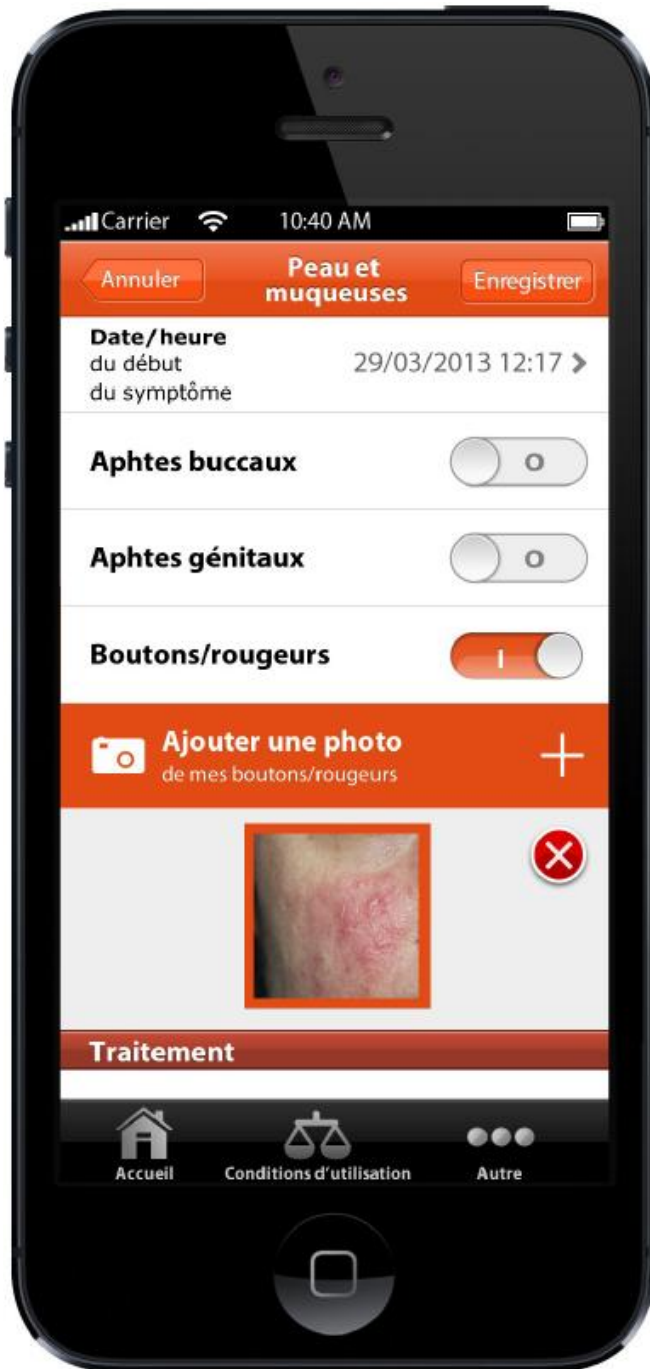 Carrier 10:40 AM
Annuler
Peau et
muqueuses
Enregistrer
Date/heure
du début
du symptôme
29/03/2013 12:17 >
Aphtes buccaux
O
Aphtes génitaux
O
Boutons/rougeurs
I
Ajouter une photo
de mes boutons/rougeurs
Traitement
Accueil
Conditions d'utilisation
Autre